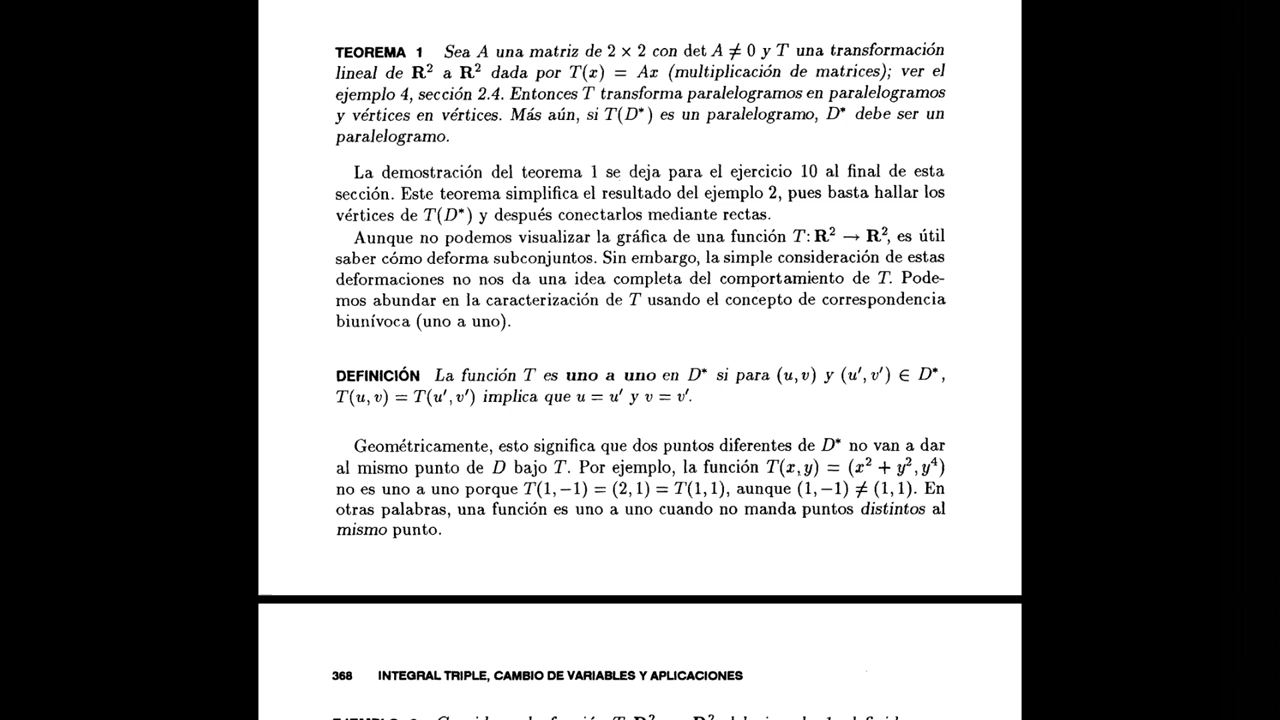 TEOREMA 1 Sea A una matriz de 2 × 2 con det A ≠ 0 y T una transformación
lineal de R² a R² dada por T(x) = Ax (multiplicación de matrices); ver el
ejemplo 4, sección 2.4. Entonces T transforma paralelogramos en paralelogramos
y vértices en vértices. Más aún, si T(D*) es un paralelogramo, D* debe ser un
paralelogramo.
La demostración del teorema 1 se deja para el ejercicio 10 al final de esta
sección. Este teorema simplifica el resultado del ejemplo 2, pues basta hallar los
vértices de T(D*) y después conectarlos mediante rectas.
Aunque no podemos visualizar la gráfica de una función T: R² → R², es útil
saber cómo deforma subconjuntos. Sin embargo, la simple consideración de estas
deformaciones no nos da una idea completa del comportamiento de T. Pode-
mos abundar en la caracterización de T usando el concepto de correspondencia
biunívoca (uno a uno).
DEFINICIÓN La función T es uno a uno en D* si para (u, v) y (u′, v′) ∈ D*,
T(u, v) = T(u′, v′) implica que u = u′ y v = v′.
Geométricamente, esto significa que dos puntos diferentes de D* no van a dar
al mismo punto de D bajo T. Por ejemplo, la función T(x, y) = (x² + y², y⁴)
no es uno a uno porque T(1, −1) = (2, 1) = T(1, 1), aunque (1, −1) ≠ (1, 1). En
otras palabras, una función es uno a uno cuando no manda puntos distintos al
mismo punto.
368 INTEGRAL TRIPLE, CAMBIO DE VARIABLES Y APLICACIONES